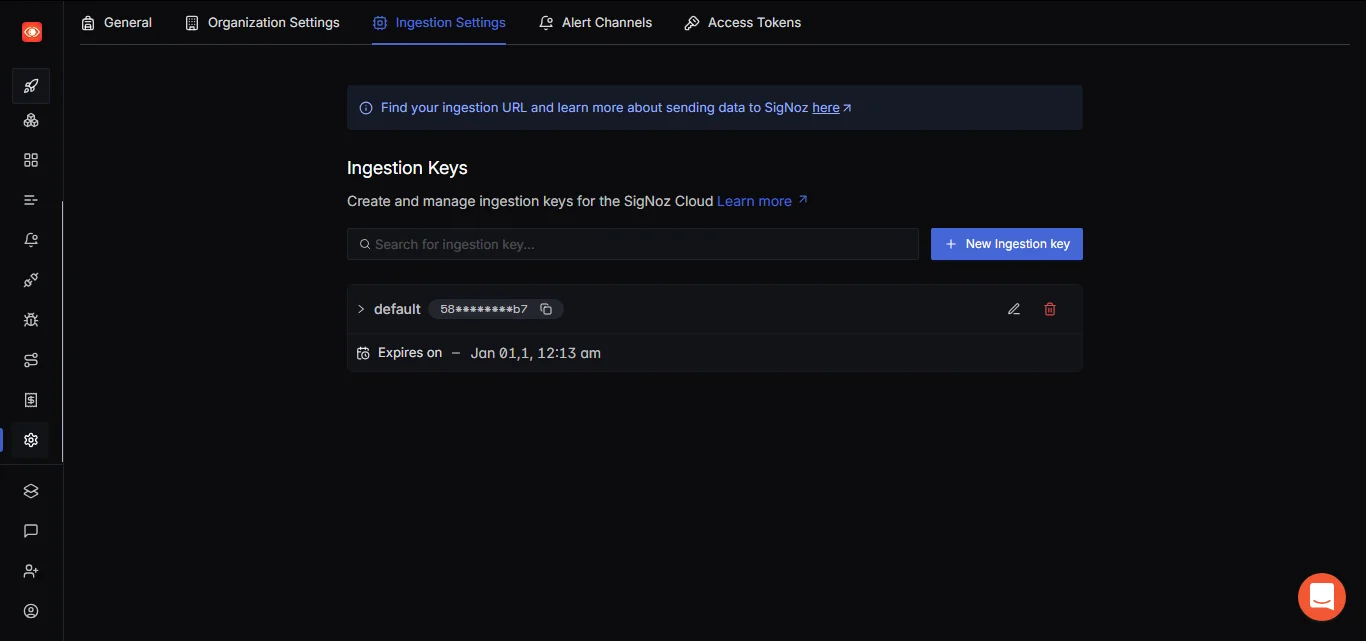 General Organization Settings Ingestion Settings Alert Channels Access Tokens
Find your ingestion URL and learn more about sending data to SigNoz here
Ingestion Keys
Create and manage ingestion keys for the SigNoz Cloud Learn more
Search for ingestion key...
+ New Ingestion key
default 58********b7
Expires on — Jan 01,1, 12:13 am